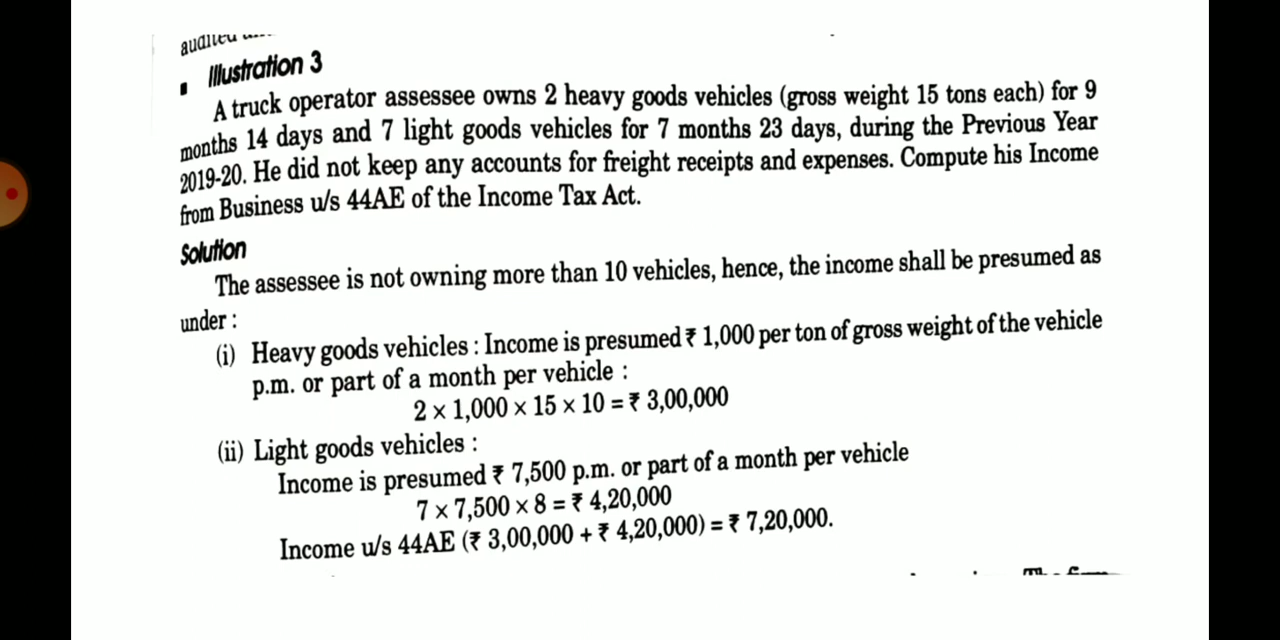 ▪ Illustration 3
A truck operator assessee owns 2 heavy goods vehicles (gross weight 15 tons each) for 9
months 14 days and 7 light goods vehicles for 7 months 23 days, during the Previous Year
2019-20. He did not keep any accounts for freight receipts and expenses. Compute his Income
from Business u/s 44AE of the Income Tax Act.
Solution
The assessee is not owning more than 10 vehicles, hence, the income shall be presumed as
under :
(i) Heavy goods vehicles : Income is presumed ₹ 1,000 per ton of gross weight of the vehicle
p.m. or part of a month per vehicle :
2 × 1,000 × 15 × 10 = ₹ 3,00,000
(ii) Light goods vehicles :
Income is presumed ₹ 7,500 p.m. or part of a month per vehicle
7 × 7,500 × 8 = ₹ 4,20,000
Income u/s 44AE (₹ 3,00,000 + ₹ 4,20,000) = ₹ 7,20,000.